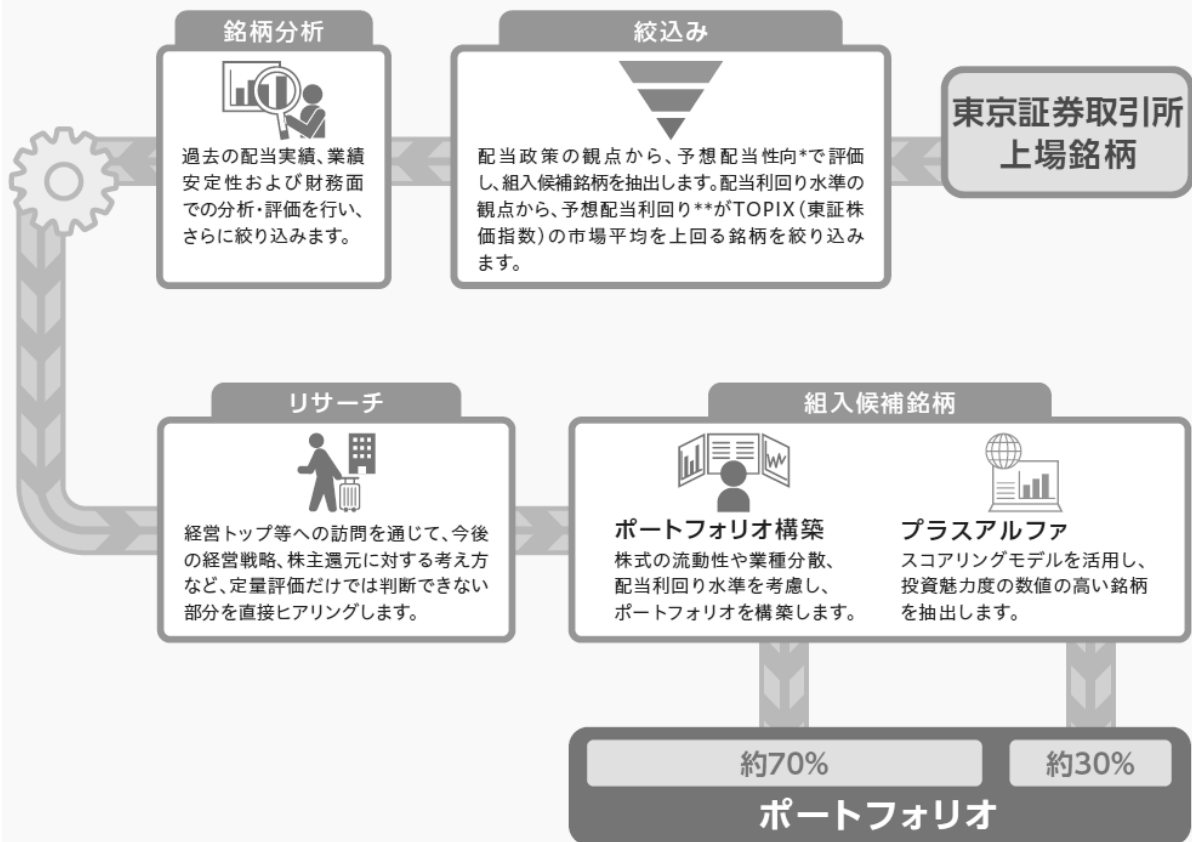 東京証券取引所
上場銘柄
絞込み
配当政策の観点から、予想配当性向*で評価
し、組入候補銘柄を抽出します。配当利回り水準の
観点から、予想配当利回り**がTOPIX(東証株
価指数)の市場平均を上回る銘柄を絞り込み
ます。
銘柄分析
過去の配当実績、業績
安定性および財務面
での分析・評価を行い、
さらに絞り込みます。
リサーチ
経営トップ等への訪問を通じて、今後
の経営戦略、株主還元に対する考え方
など、定量評価だけでは判断できない
部分を直接ヒアリングします。
組入候補銘柄
ポートフォリオ構築
株式の流動性や業種分散、
配当利回り水準を考慮し、
ポートフォリオを構築します。
プラスアルファ
スコアリングモデルを活用し、
投資魅力度の数値の高い銘柄
を抽出します。
約70%
約30%
ポートフォリオ